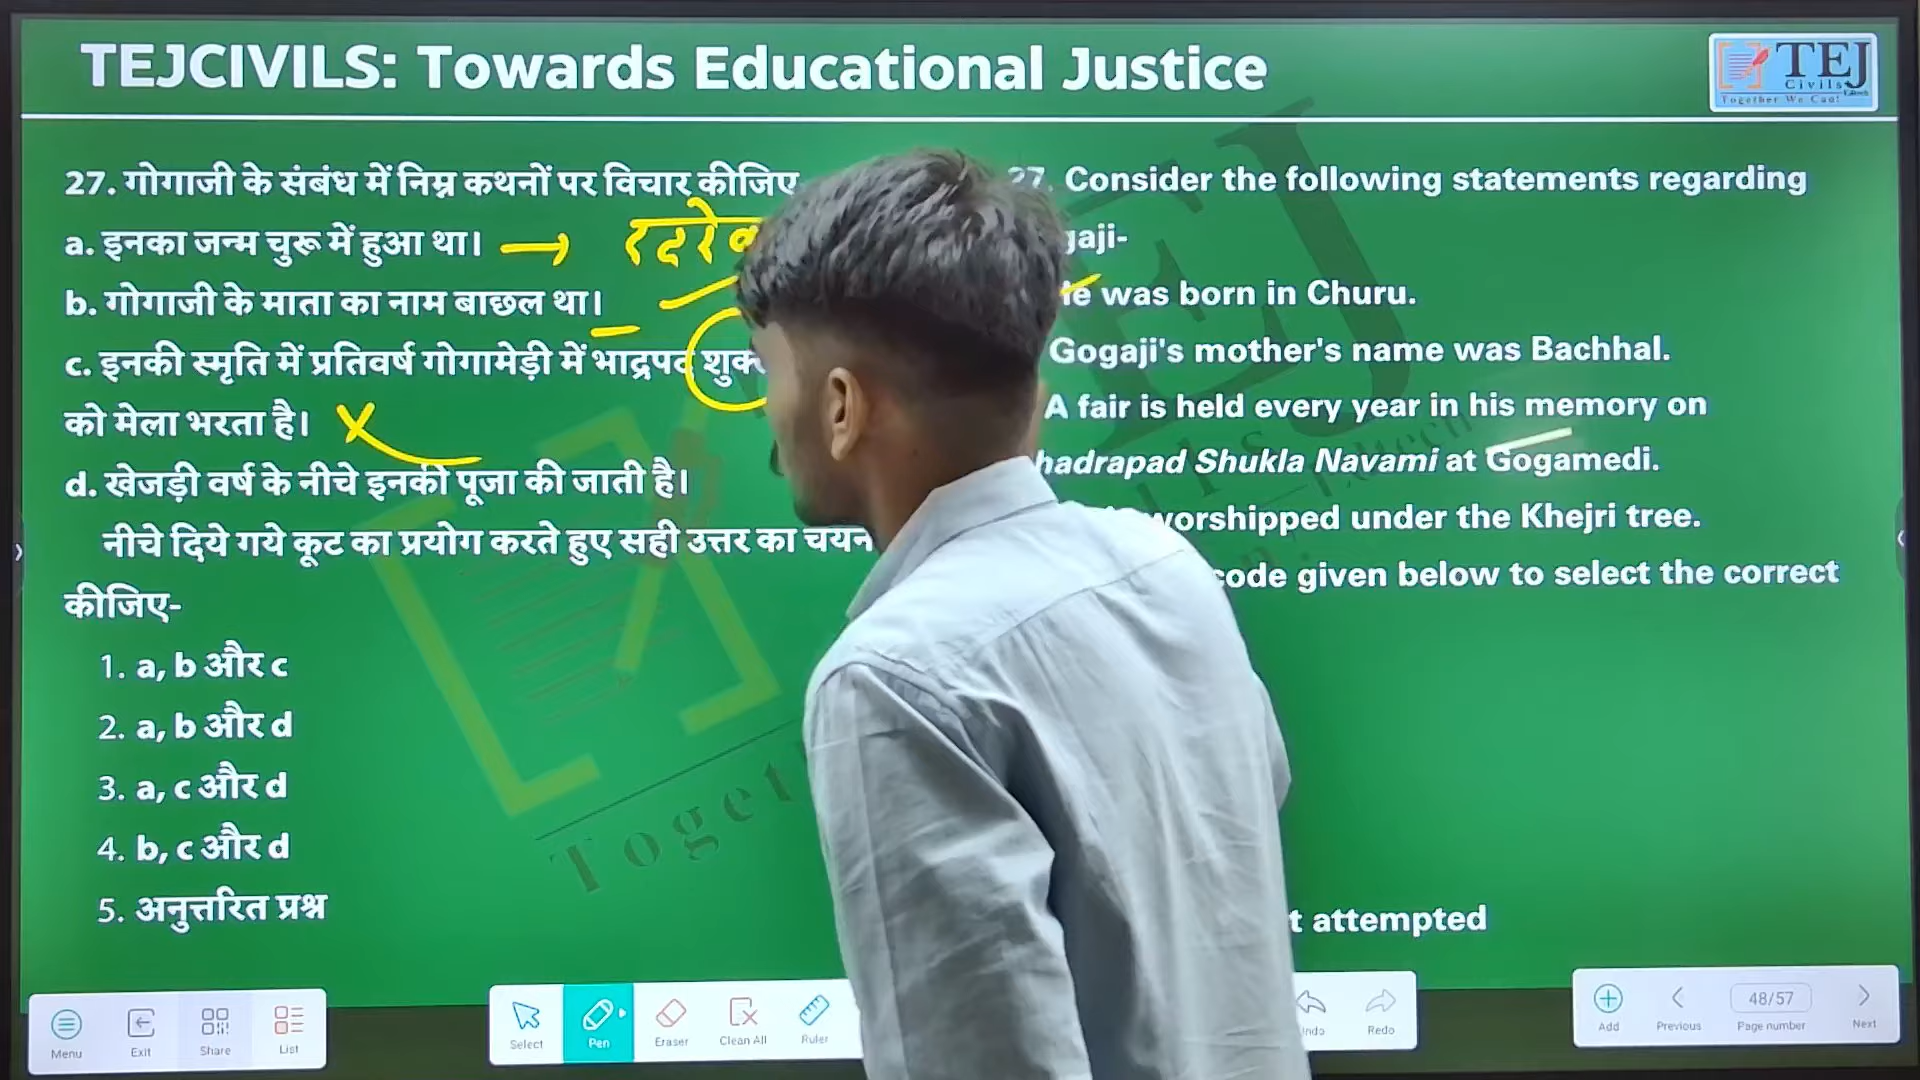 TEJCIVILS: Towards Educational Justice
TEJ
Civils
Together We Can!
27. गोगाजी के संबंध में निम्न कथनों पर विचार कीजिए
a. इनका जन्म चुरू में हुआ था।
b. गोगाजी के माता का नाम बाछल था।
c. इनकी स्मृति में प्रतिवर्ष गोगामेड़ी में भाद्रपद
को मेला भरता है।
d. खेजड़ी वर्ष के नीचे इनकी पूजा की जाती है।
नीचे दिये गये कूट का प्रयोग करते हुए सही उत्तर का चयन
कीजिए-
1. a, b और c
2. a, b और d
3. a, c और d
4. b, c और d
5. अनुत्तरित प्रश्न
27. Consider the following statements regarding
gaji-
was born in Churu.
Gogaji's mother's name was Bachhal.
A fair is held every year in his memory on
hadrapad Shukla Navami at Gogamedi.
worshipped under the Khejri tree.
code given below to select the correct
attempted
Menu
Exit
Share
List
Select
Pen
Eraser
Clean All
Ruler
Redo
Add
Previous
48/57
Page number
Next